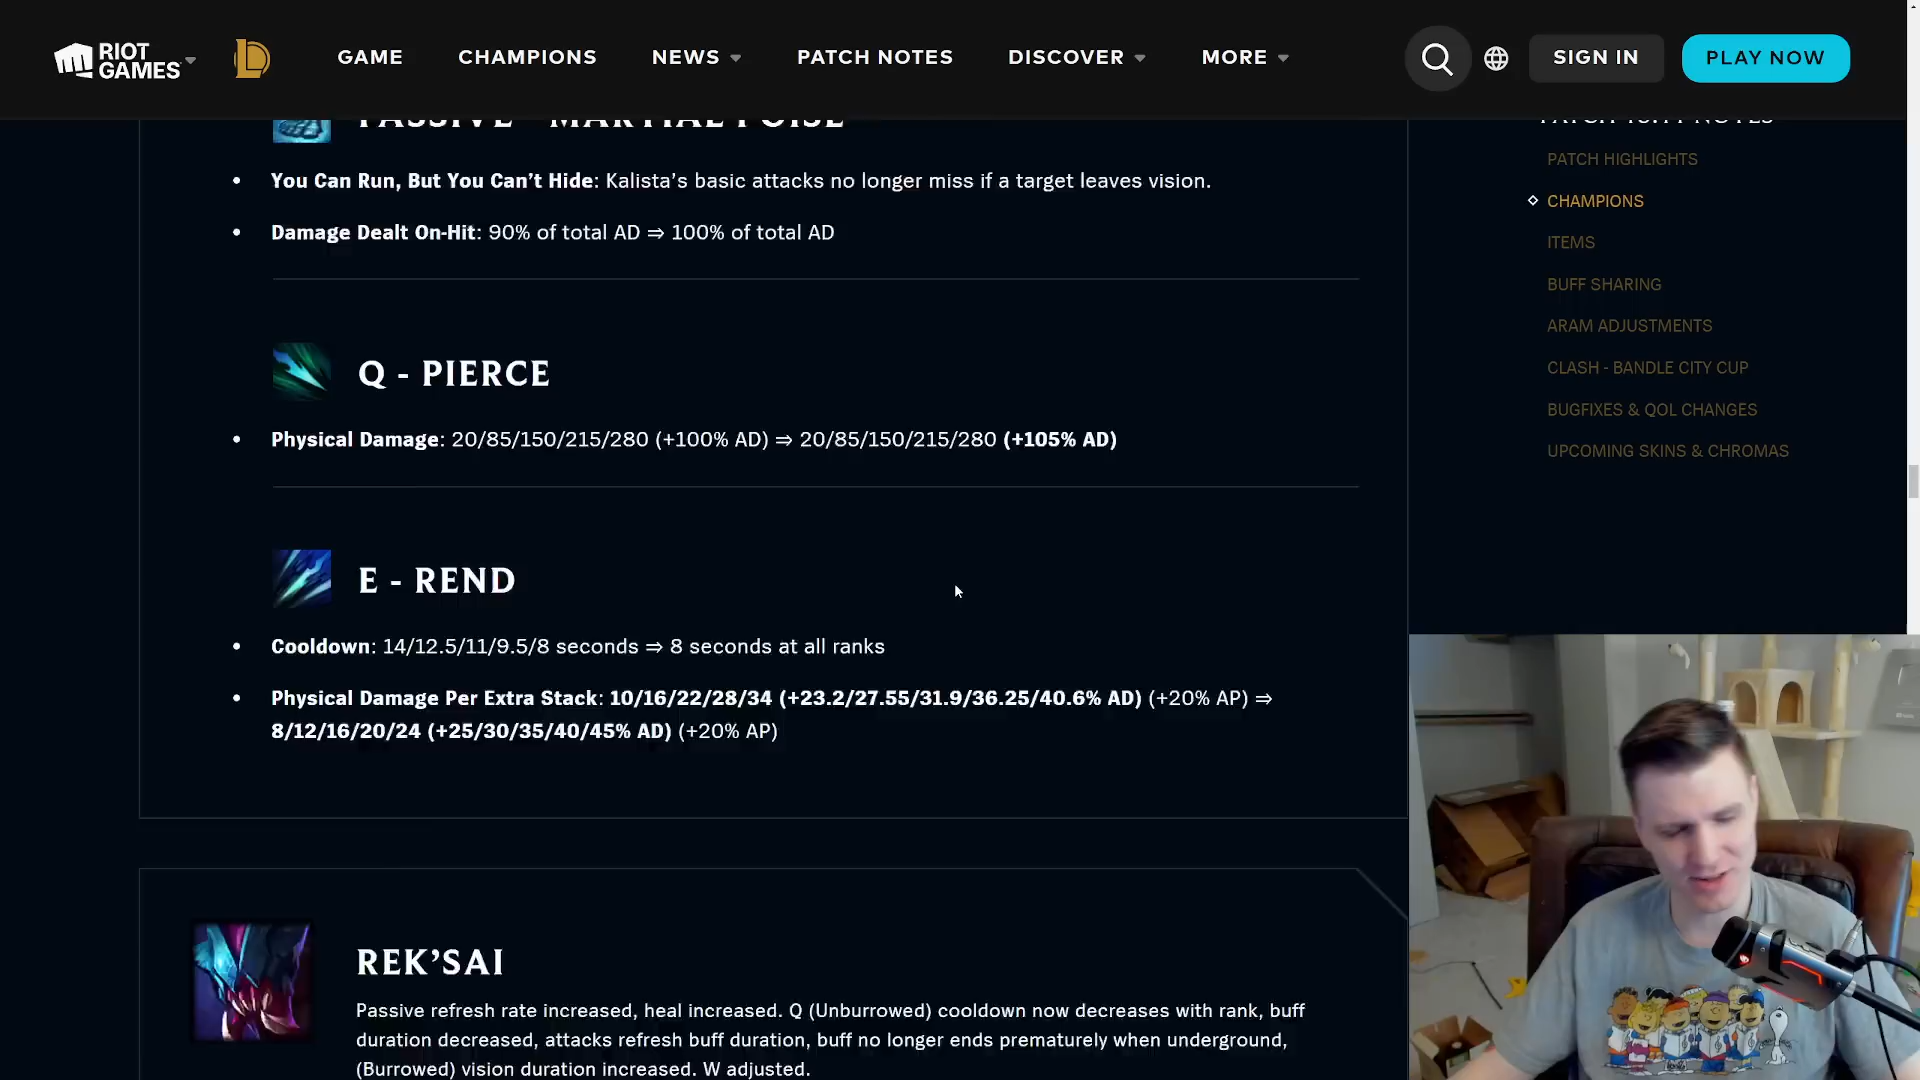 RIOT GAMES
GAME
CHAMPIONS
NEWS
PATCH NOTES
DISCOVER
MORE
SIGN IN
PLAY NOW
PASSIVE - MARTIAL POISE
You Can Run, But You Can’t Hide: Kalista’s basic attacks no longer miss if a target leaves vision.
Damage Dealt On-Hit: 90% of total AD ⇒ 100% of total AD
Q - PIERCE
Physical Damage: 20/85/150/215/280 (+100% AD) ⇒ 20/85/150/215/280 (+105% AD)
E - REND
Cooldown: 14/12.5/11/9.5/8 seconds ⇒ 8 seconds at all ranks
Physical Damage Per Extra Stack: 10/16/22/28/34 (+23.2/27.55/31.9/36.25/40.6% AD) (+20% AP) ⇒
8/12/16/20/24 (+25/30/35/40/45% AD) (+20% AP)
REK’SAI
Passive refresh rate increased, heal increased. Q (Unburrowed) cooldown now decreases with rank, buff
duration decreased, attacks refresh buff duration, buff no longer ends prematurely when underground,
(Burrowed) vision duration increased. W adjusted.
NOTES
PATCH HIGHLIGHTS
CHAMPIONS
ITEMS
BUFF SHARING
ARAM ADJUSTMENTS
CLASH - BANDLE CITY CUP
BUGFIXES & QOL CHANGES
UPCOMING SKINS & CHROMAS